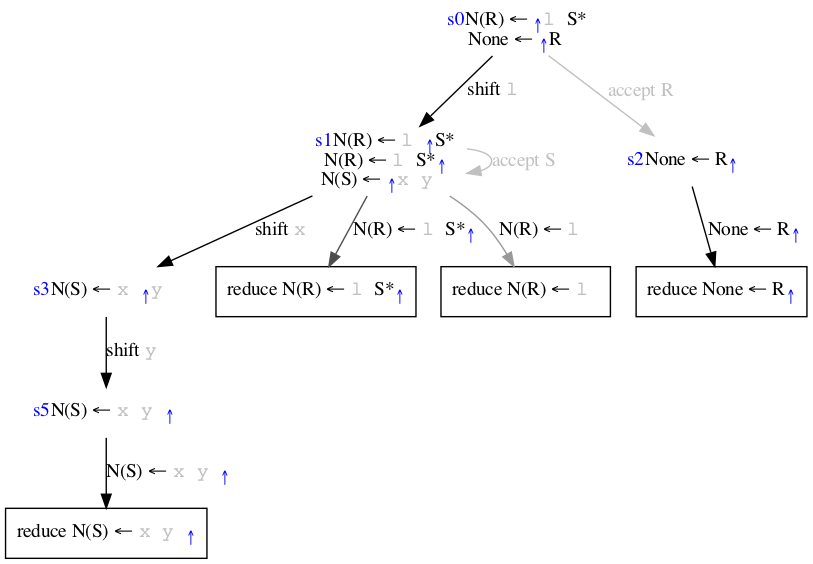 s0N(R) ← ↑l S*
None ← ↑R
shift l
accept R
s1N(R) ← l ↑S*
N(R) ← l S*↑
N(S) ← ↑x y
accept S
s2None ← R↑
shift x
N(R) ← l S*↑
N(R) ← l
None ← R↑
s3N(S) ← x ↑y
reduce N(R) ← l S*↑
reduce N(R) ← l
reduce None ← R↑
shift y
s5N(S) ← x y ↑
N(S) ← x y ↑
reduce N(S) ← x y ↑